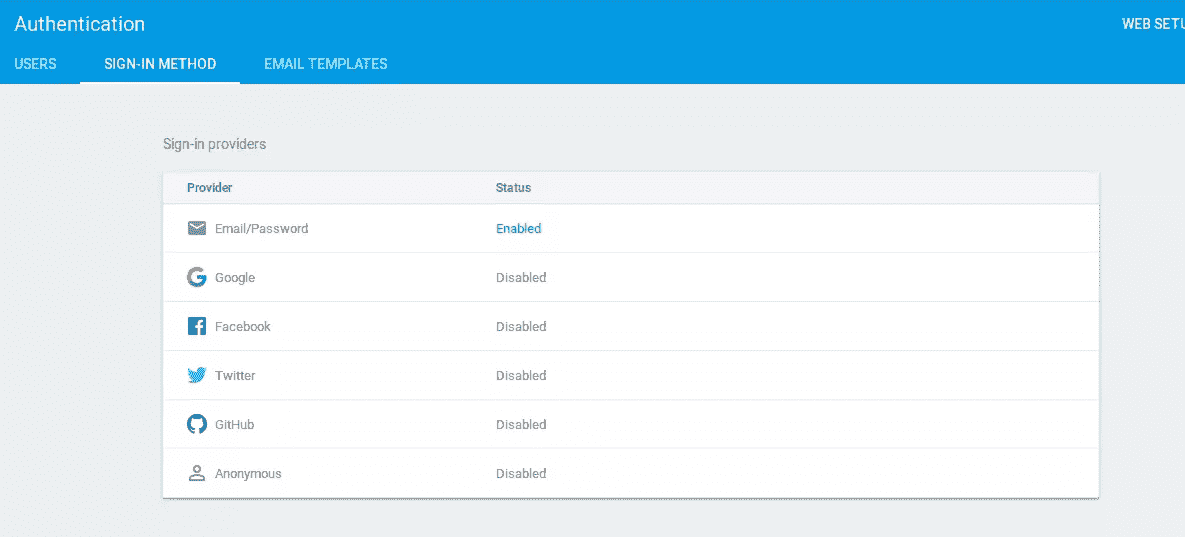 Authentication
WEB SETU
USERS SIGN-IN METHOD EMAIL TEMPLATES
Sign-in providers
Provider Status
Email/Password Enabled
Google Disabled
Facebook Disabled
Twitter Disabled
GitHub Disabled
Anonymous Disabled